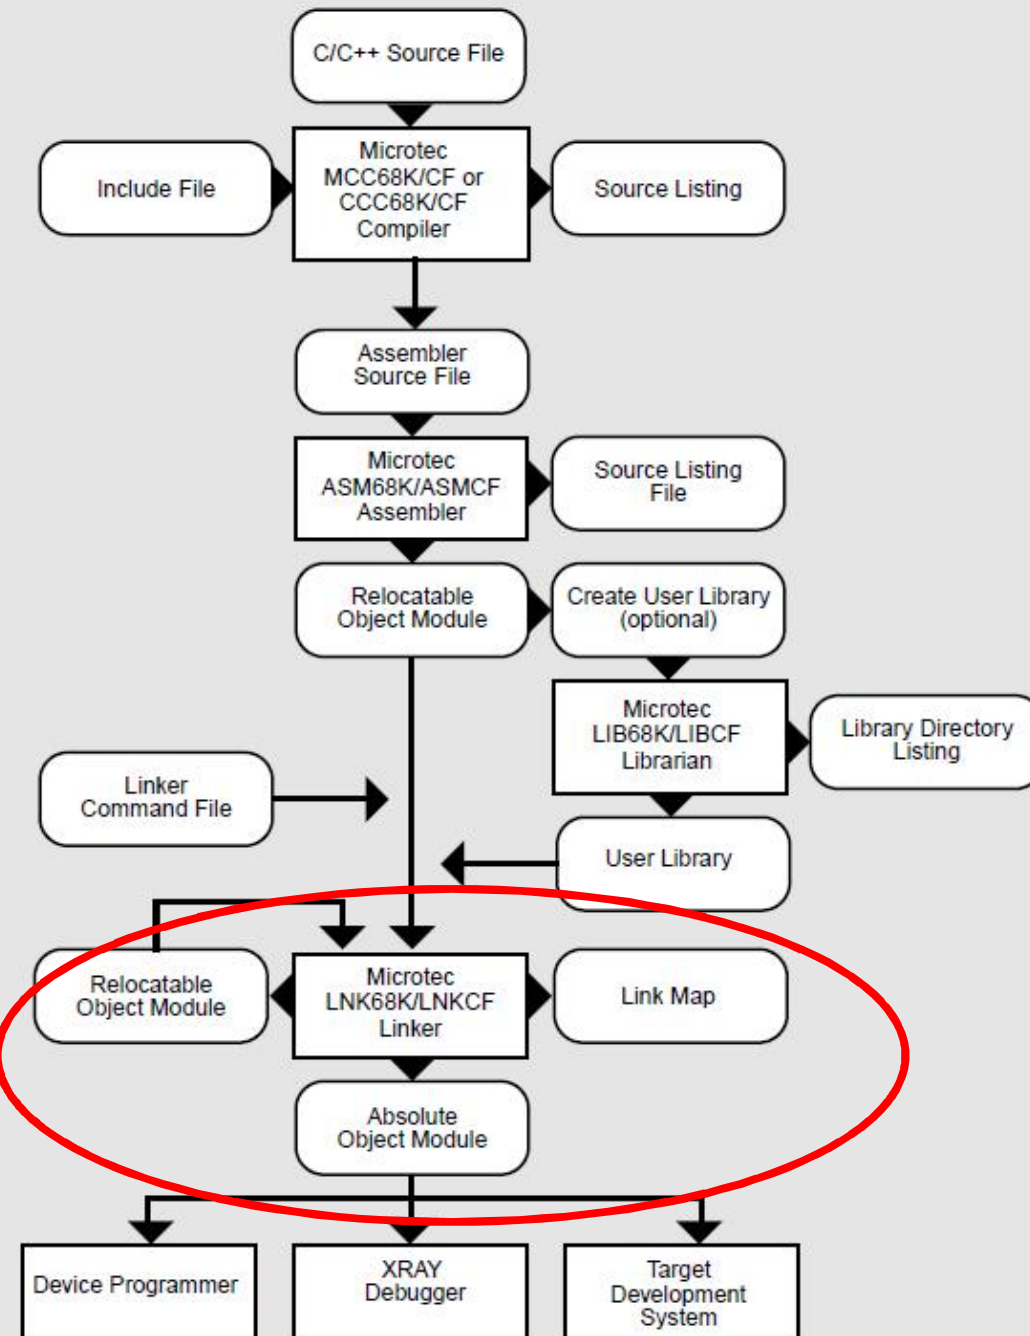 C/C++ Source File
Include File
Microtec
MCC68K/CF or
CCC68K/CF
Compiler
Source Listing
Assembler
Source File
Microtec
ASM68K/ASMCF
Assembler
Source Listing
File
Relocatable
Object Module
Create User Library
(optional)
Microtec
LIB68K/LIBCF
Librarian
Library Directory
Listing
Linker
Command File
User Library
Relocatable
Object Module
Microtec
LNK68K/LNKCF
Linker
Link Map
Absolute
Object Module
Device Programmer
XRAY
Debugger
Target
Development
System